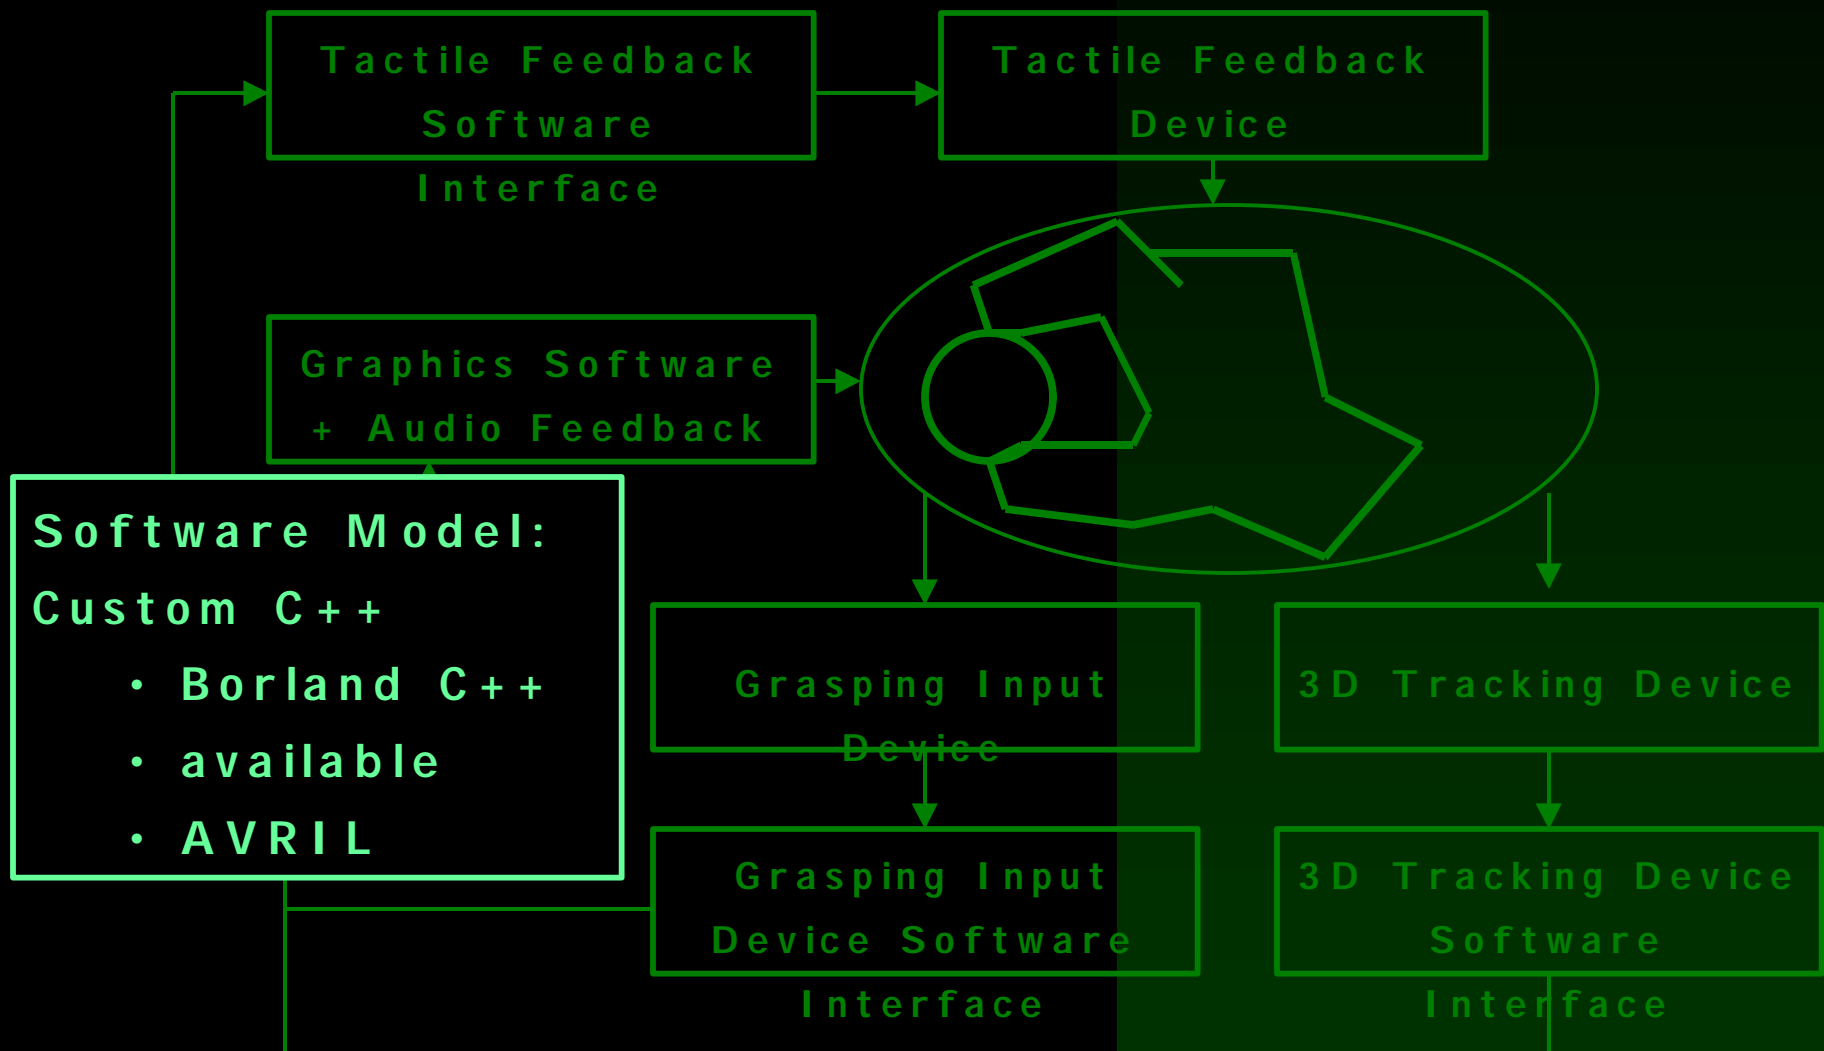 Tactile Feedback
Software
Interface
Tactile Feedback
Device
Graphics Software
+ Audio Feedback
Software Model:
Custom C++
• Borland C++
• available
• AVRIL
Grasping Input
Device
3D Tracking Device
Grasping Input
Device Software
Interface
3D Tracking Device
Software
Interface